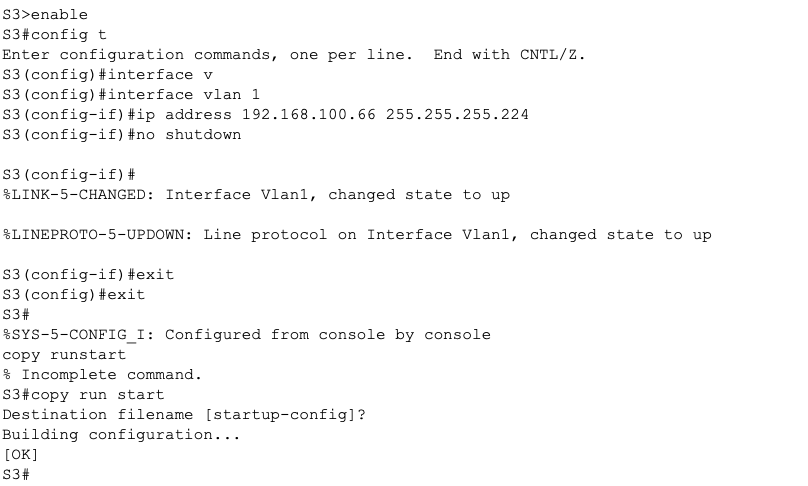 S3>enable
S3#config t
Enter configuration commands, one per line.  End with CNTL/Z.
S3(config)#interface v
S3(config)#interface vlan 1
S3(config-if)#ip address 192.168.100.66 255.255.255.224
S3(config-if)#no shutdown
S3(config-if)#
%LINK-5-CHANGED: Interface Vlan1, changed state to up
%LINEPROTO-5-UPDOWN: Line protocol on Interface Vlan1, changed state to up
S3(config-if)#exit
S3(config)#exit
S3#
%SYS-5-CONFIG_I: Configured from console by console
copy runstart
% Incomplete command.
S3#copy run start
Destination filename [startup-config]?
Building configuration...
[OK]
S3#